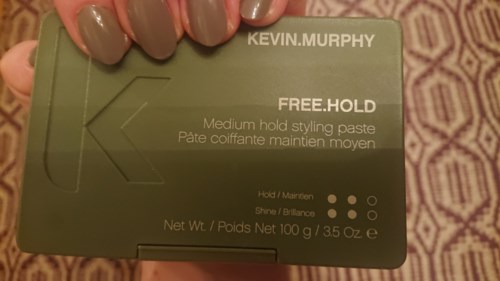 KEVIN.MURPHY
FREE.HOLD
Medium hold styling paste
Pâte coiffante maintien moyen
Hold / Maintien
Shine / Brillance
Net Wt. / Poids Net 100 g / 3.5 Oz. ℮